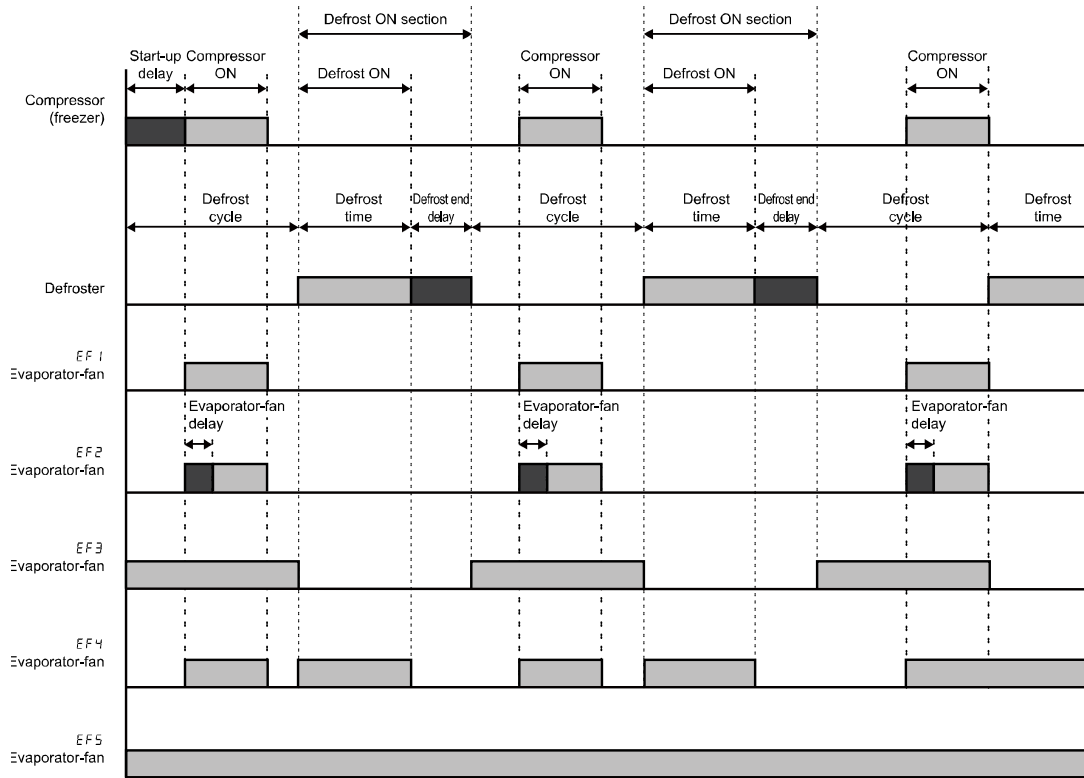 Defrost ON section
Defrost ON section
Start-up
delay
Compressor
ON
Defrost ON
Compressor
ON
Defrost ON
Compressor
ON
Compressor
(freezer)
Defrost
cycle
Defrost
time
Defrost end
delay
Defrost
cycle
Defrost
time
Defrost end
delay
Defrost
cycle
Defrost
time
Defroster
EF1
Evaporator-fan
Evaporator-fan
delay
Evaporator-fan
delay
Evaporator-fan
delay
EF2
Evaporator-fan
EF3
Evaporator-fan
EF4
Evaporator-fan
EF5
Evaporator-fan